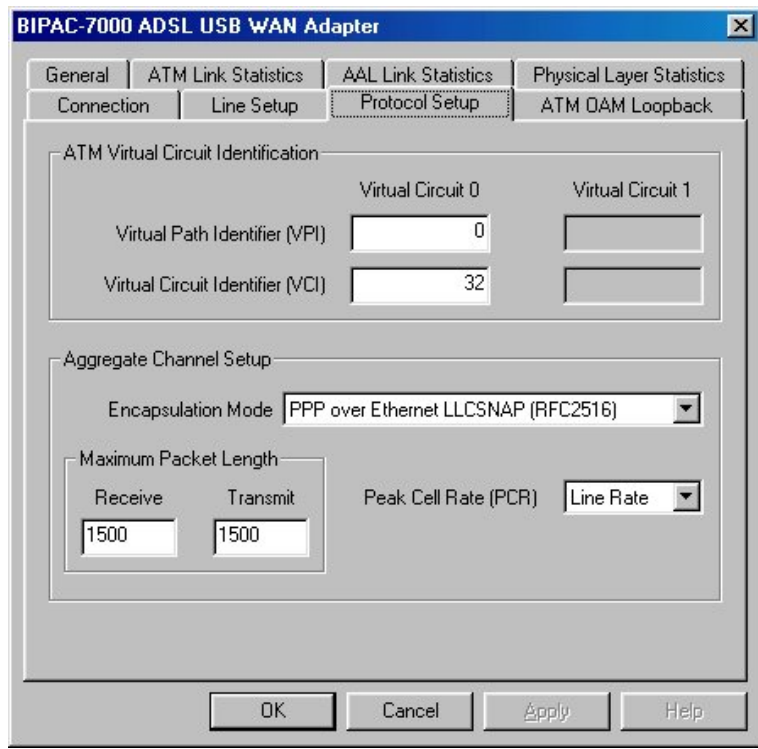 BIPAC-7000 ADSL USB WAN Adapter
General ATM Link Statistics AAL Link Statistics Physical Layer Statistics
Connection Line Setup Protocol Setup ATM OAM Loopback
ATM Virtual Circuit Identification
Virtual Circuit 0 Virtual Circuit 1
Virtual Path Identifier (VPI) 0
Virtual Circuit Identifier (VCI) 32
Aggregate Channel Setup
Encapsulation Mode PPP over Ethernet LLCSNAP (RFC2516)
Maximum Packet Length
Receive Transmit Peak Cell Rate (PCR) Line Rate
1500 1500
OK Cancel Apply Help